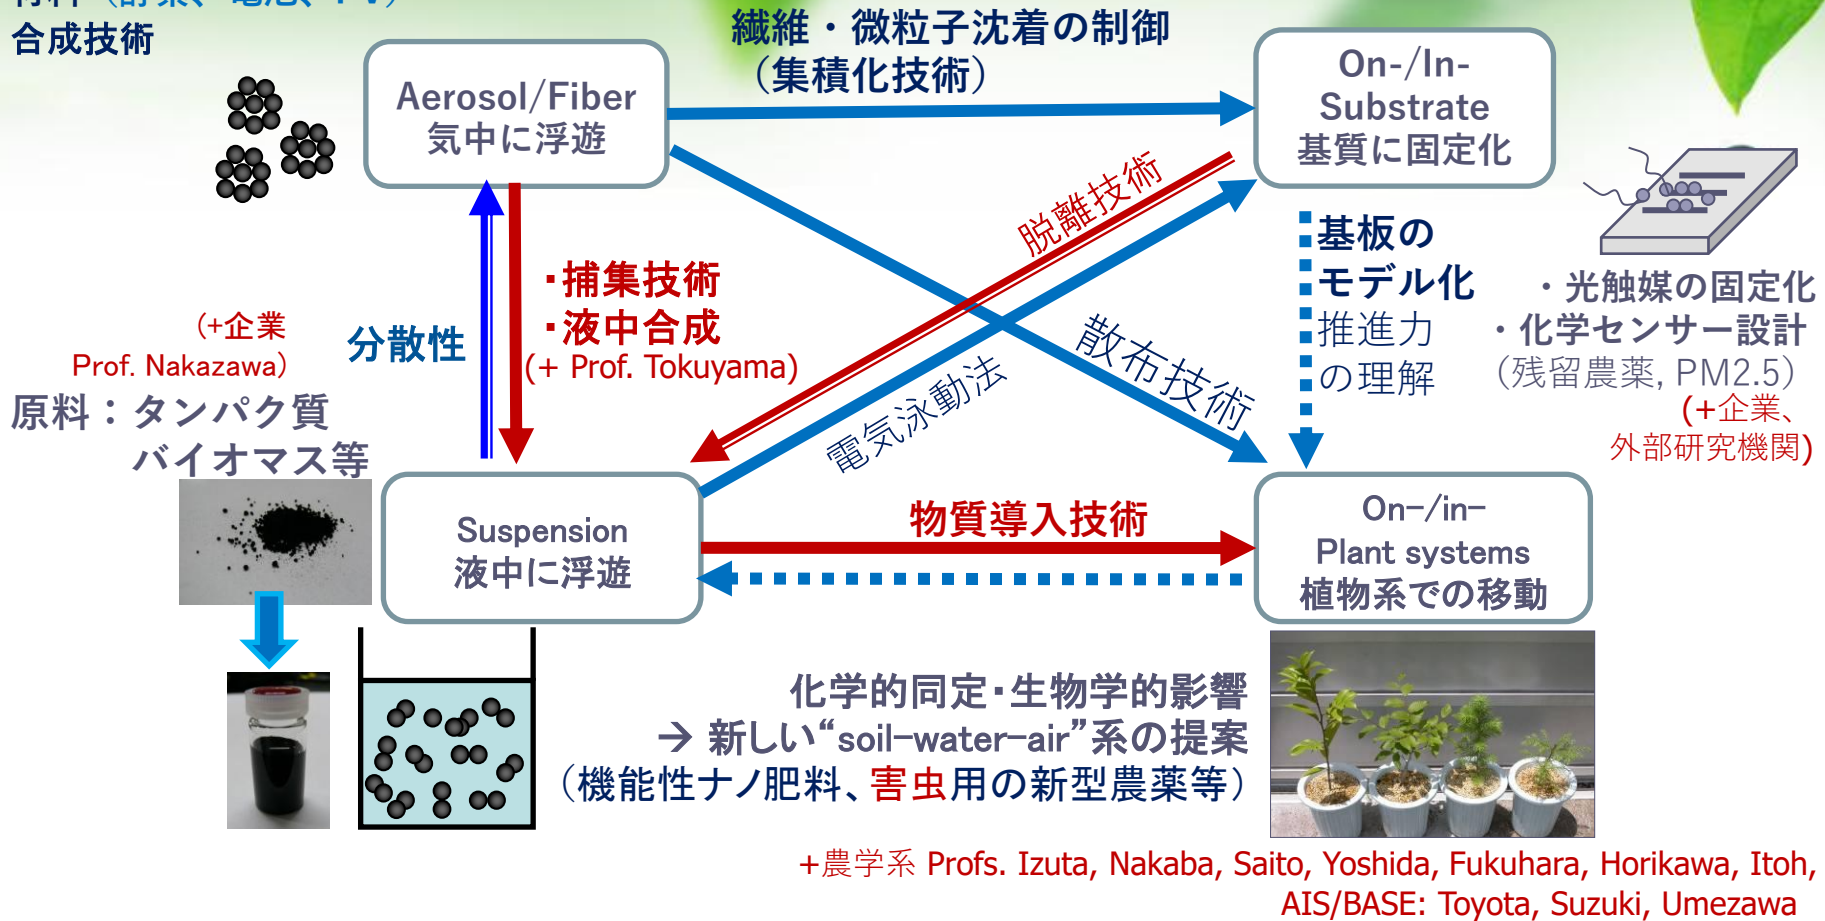 合成技術
Aerosol/Fiber
気中に浮遊
繊維・微粒子沈着の制御
（集積化技術）
On-/In-
Substrate
基質に固定化
脱離技術
・捕集技術
・液中合成
(+ Prof. Tokuyama)
分散性
(+企業
Prof. Nakazawa)
原料：タンパク質
バイオマス等
電気泳動法
散布技術
基板の
モデル化
推進力
の理解
・光触媒の固定化
・化学センサー設計
（残留農薬, PM2.5）
(+企業、
外部研究機関)
Suspension
液中に浮遊
物質導入技術
On-/in-
Plant systems
植物系での移動
化学的同定・生物学的影響
→ 新しい“soil-water-air”系の提案
（機能性ナノ肥料、害虫用の新型農薬等）
+農学系 Profs. Izuta, Nakaba, Saito, Yoshida, Fukuhara, Horikawa, Itoh,
AIS/BASE: Toyota, Suzuki, Umezawa